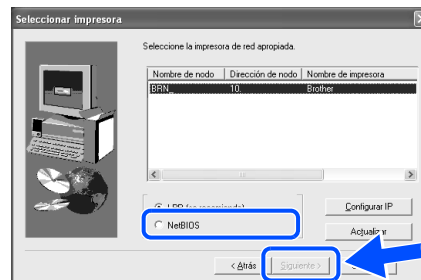 Seleccionar impresora
Seleccione la impresora de red apropiada.
Nombre de nodo Dirección de nodo Nombre de impresora
BRN_ 10. Brother
NetBIOS
Configurar IP
Actualizar
< Atrás Siguiente >